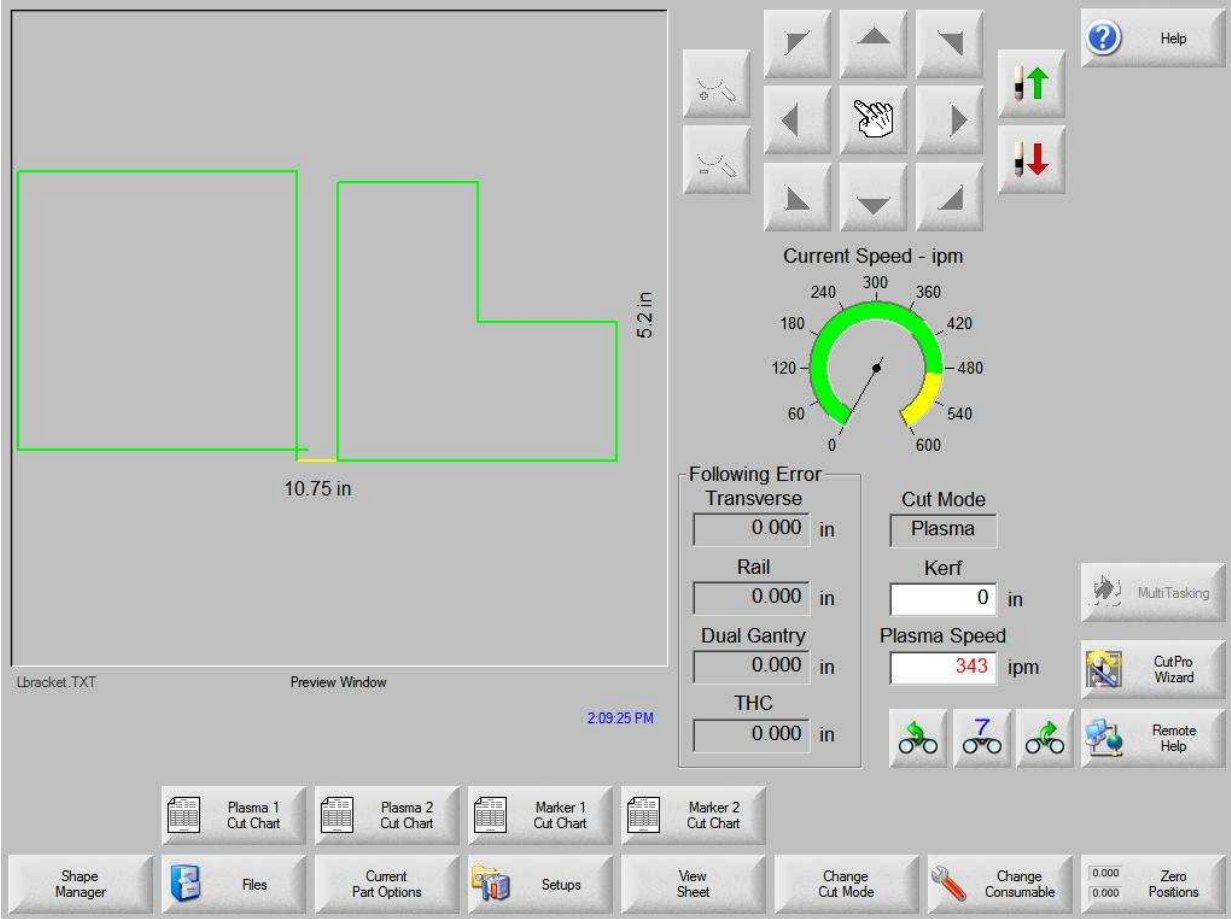 Help
5.2 in
10.75 in
Lbracket.TXT
Preview Window
2:09:25 PM
Current Speed - ipm
0
60
120
180
240
300
360
420
480
540
600
Following Error
Transverse
0.000 in
Rail
0.000 in
Dual Gantry
0.000 in
THC
0.000 in
Cut Mode
Plasma
Kerf
0 in
Plasma Speed
343 ipm
7
MultiTasking
CutPro
Wizard
Remote
Help
Plasma 1
Cut Chart
Plasma 2
Cut Chart
Marker 1
Cut Chart
Marker 2
Cut Chart
Shape
Manager
Files
Current
Part Options
Setups
View
Sheet
Change
Cut Mode
Change
Consumable
0.000
0.000
Zero
Positions